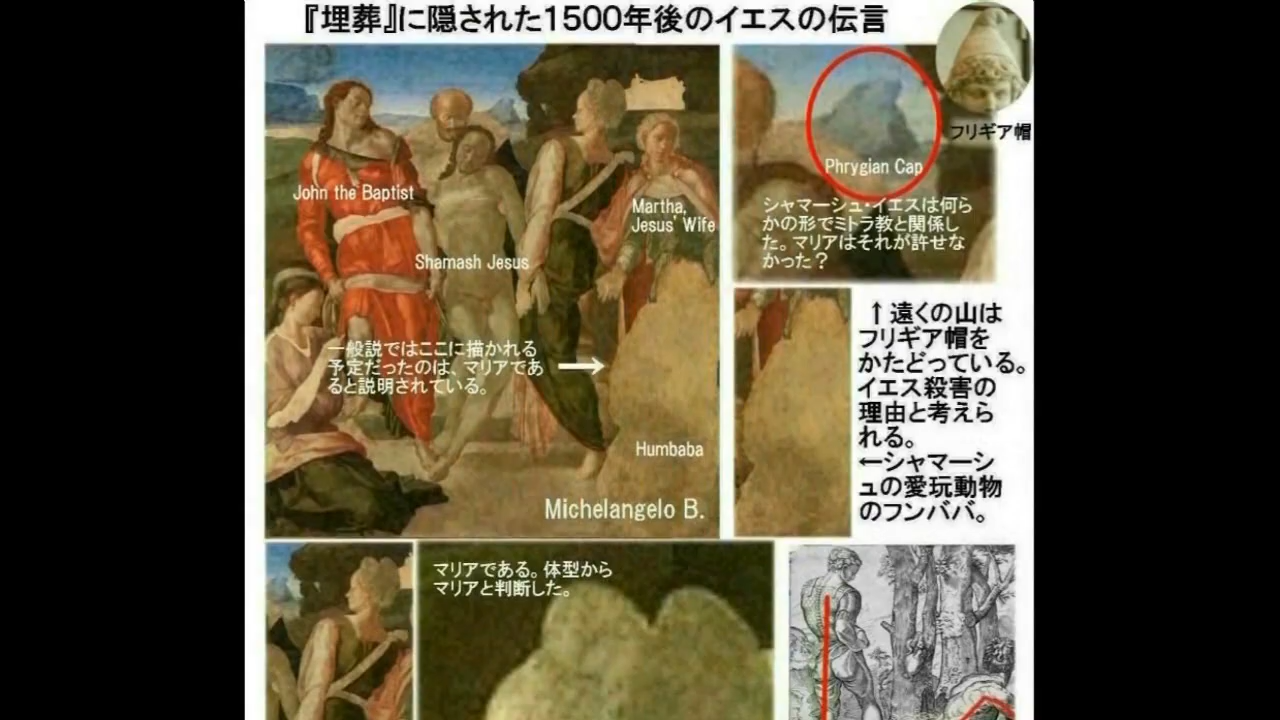 『埋葬』に隠された1500年後のイエスの伝言
フリギア帽
Phrygian Cap
シャマーシュ・イエスは何ら
かの形でミトラ教と関係し
た。マリアはそれが許せな
かった?
John the Baptist
Martha,
Jesus' Wife
Shamash Jesus
一般説ではここに描かれる
予定だったのは、マリアであ
ると説明されている。
Humbaba
Michelangelo B.
↑遠くの山は
フリギア帽を
かたどっている。
イエス殺害の
理由と考えら
れる。
←シャマーシ
ュの愛玩動物
のフンババ。
マリアである。体型から
マリアと判断した。